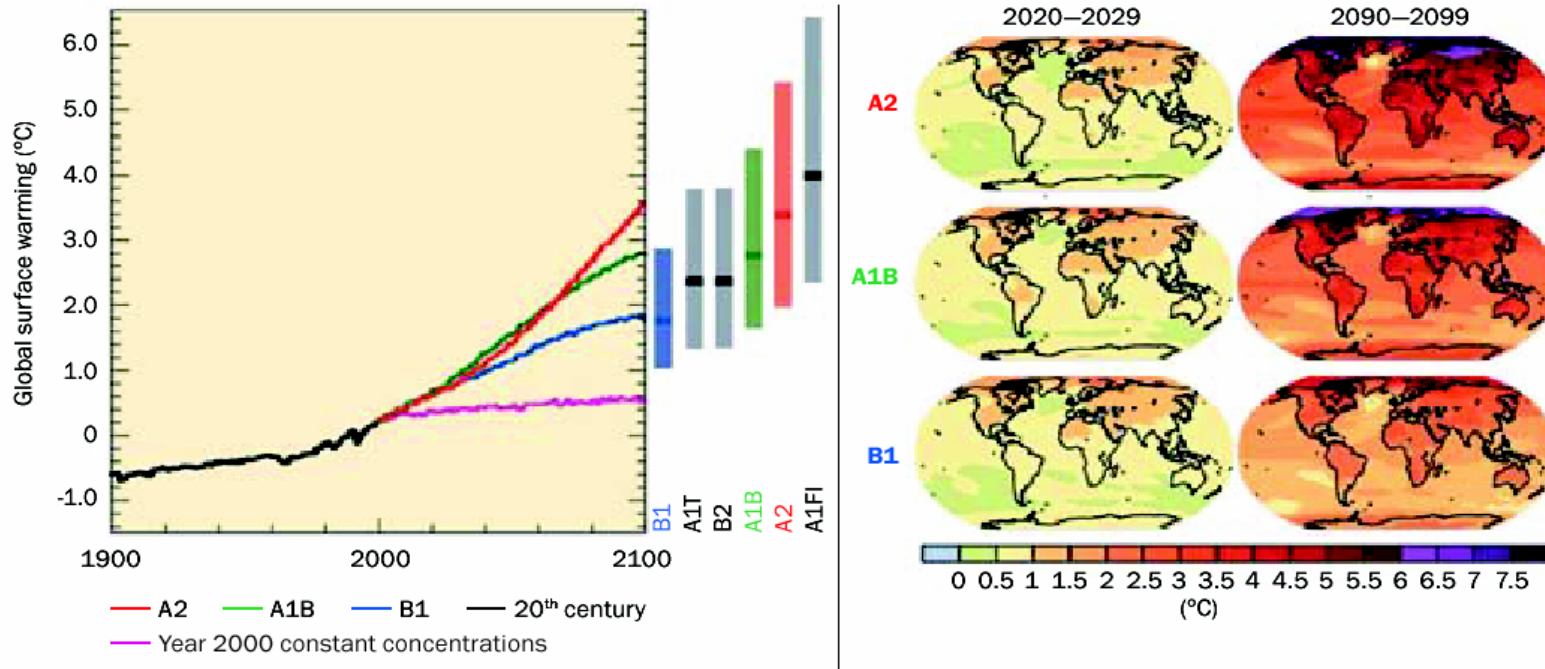 Global surface warming (ºC)
6.0
5.0
4.0
3.0
2.0
1.0
0
-1.0
1900
2000
2100
B1
A1T
B2
A1B
A2
A1FI
A2
A1B
B1
20th century
Year 2000 constant concentrations
2020–2029
2090–2099
A2
A1B
B1
0 0.5 1 1.5 2 2.5 3 3.5 4 4.5 5 5.5 6 6.5 7 7.5
(ºC)